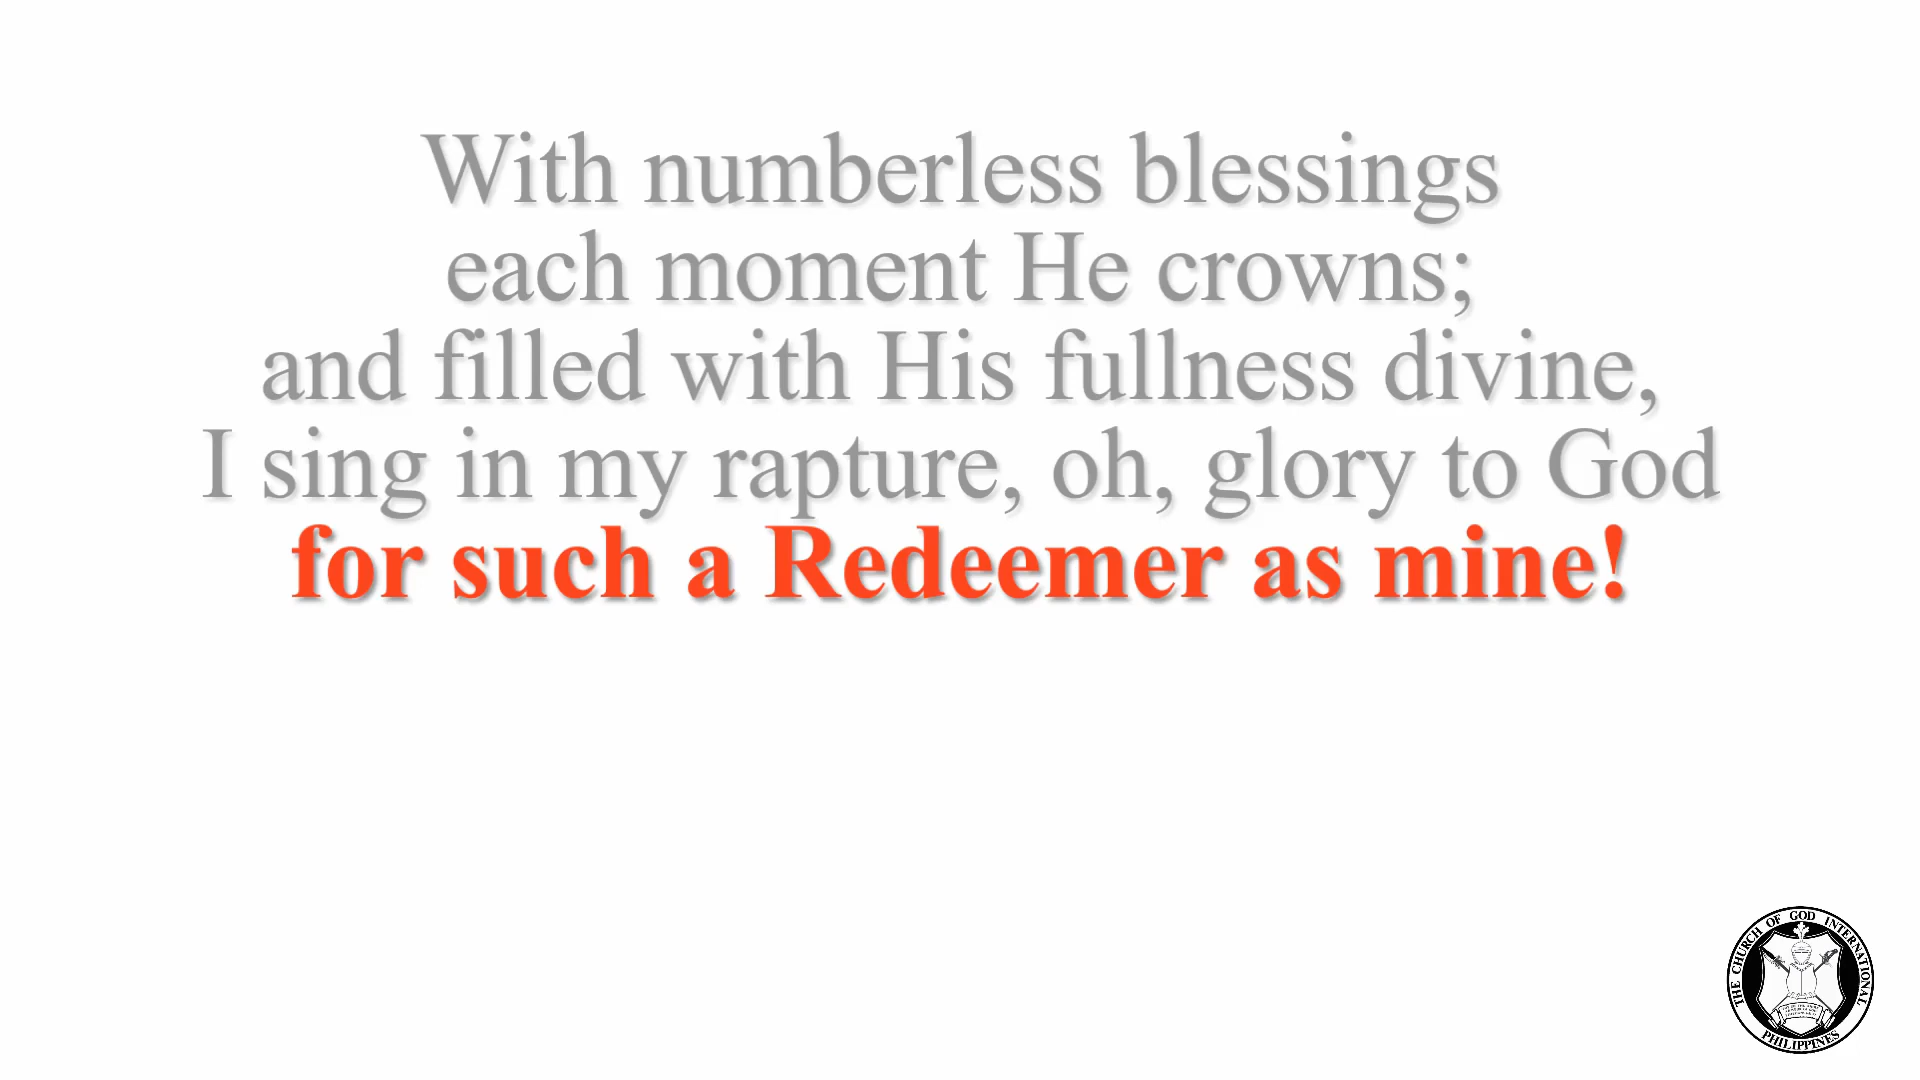 With numberless blessings
each moment He crowns;
and filled with His fullness divine,
I sing in my rapture, oh, glory to God
for such a Redeemer as mine!
THE CHURCH OF GOD INTERNATIONAL
PHILIPPINES